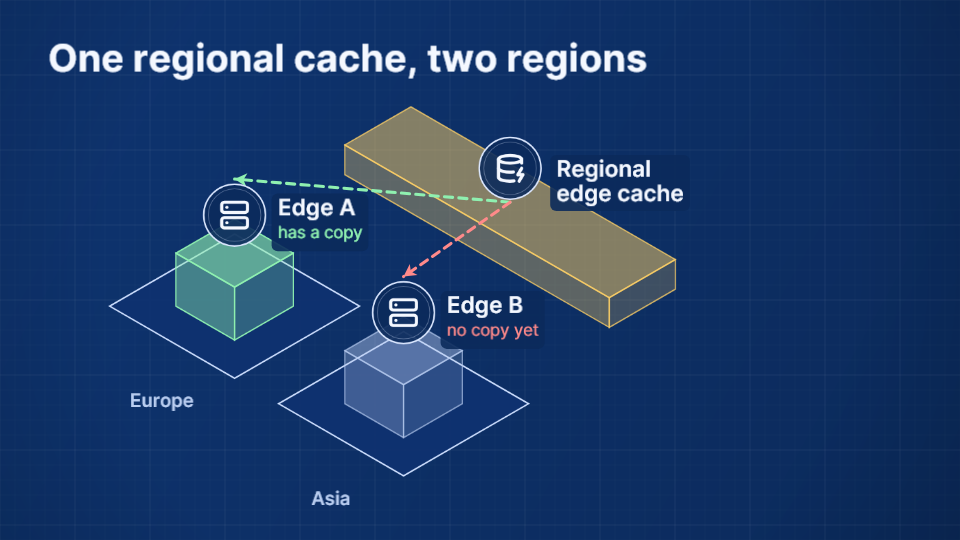 One regional cache, two regions
Regional
edge cache
Edge A
has a copy
Edge B
no copy yet
Europe
Asia